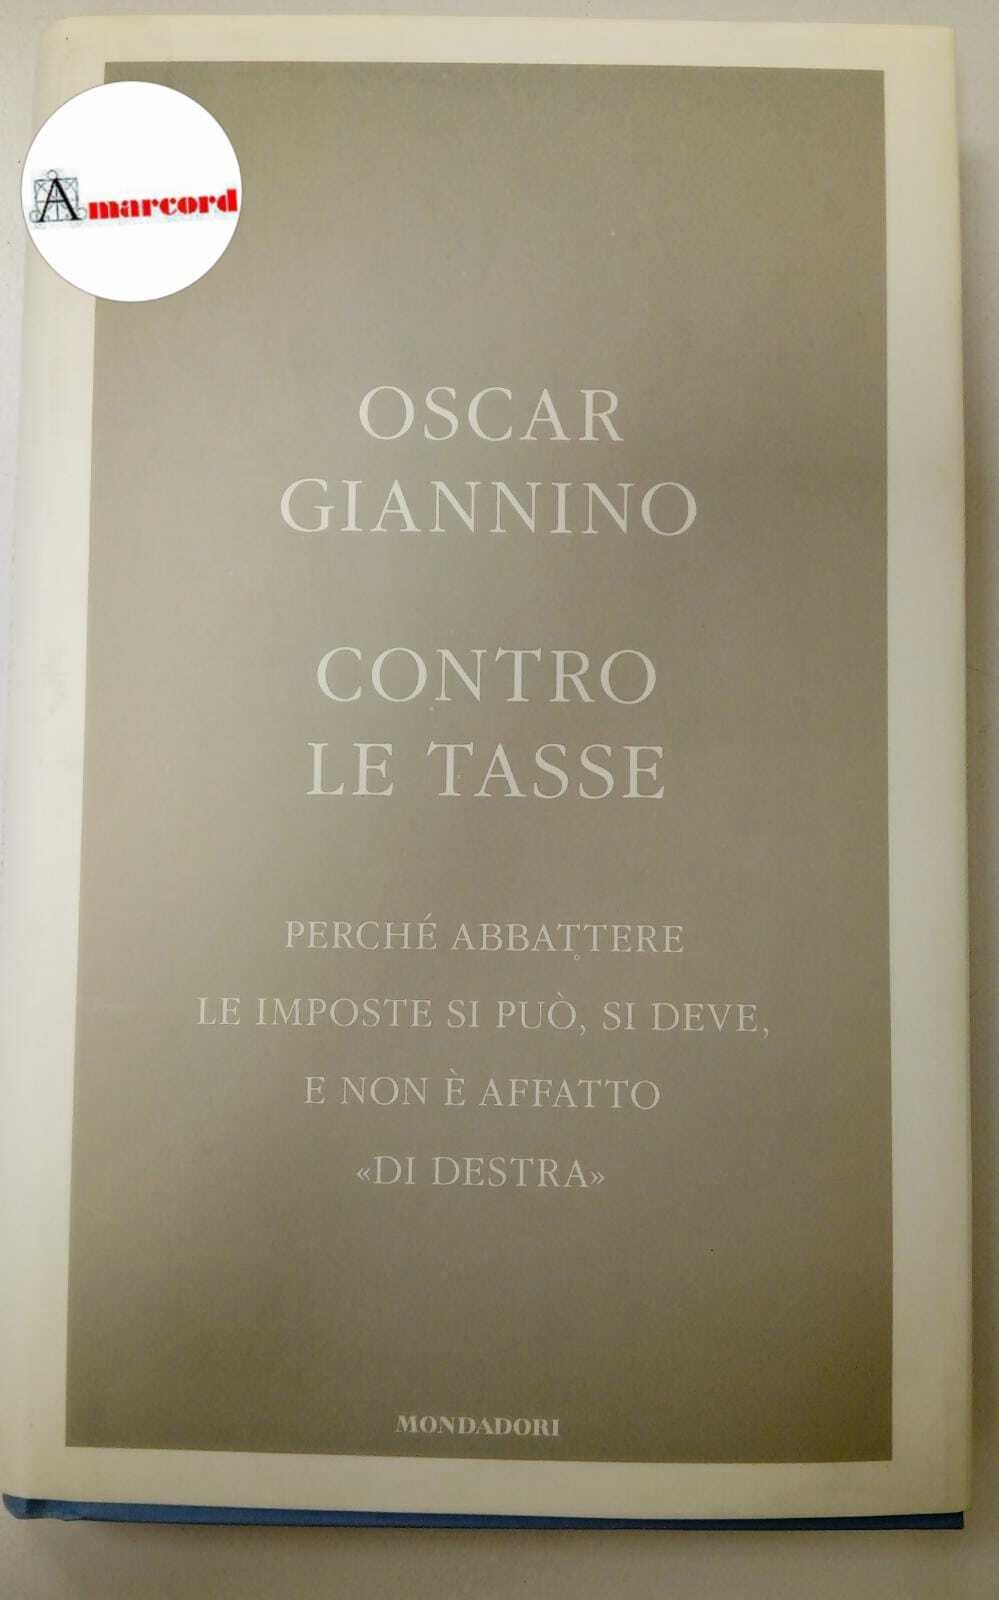 Amarcord
OSCAR
GIANNINO
CONTRO
LE TASSE
PERCHÉ ABBATTERE
LE IMPOSTE SI PUÒ, SI DEVE,
E NON È AFFATTO
«DI DESTRA»
MONDADORI